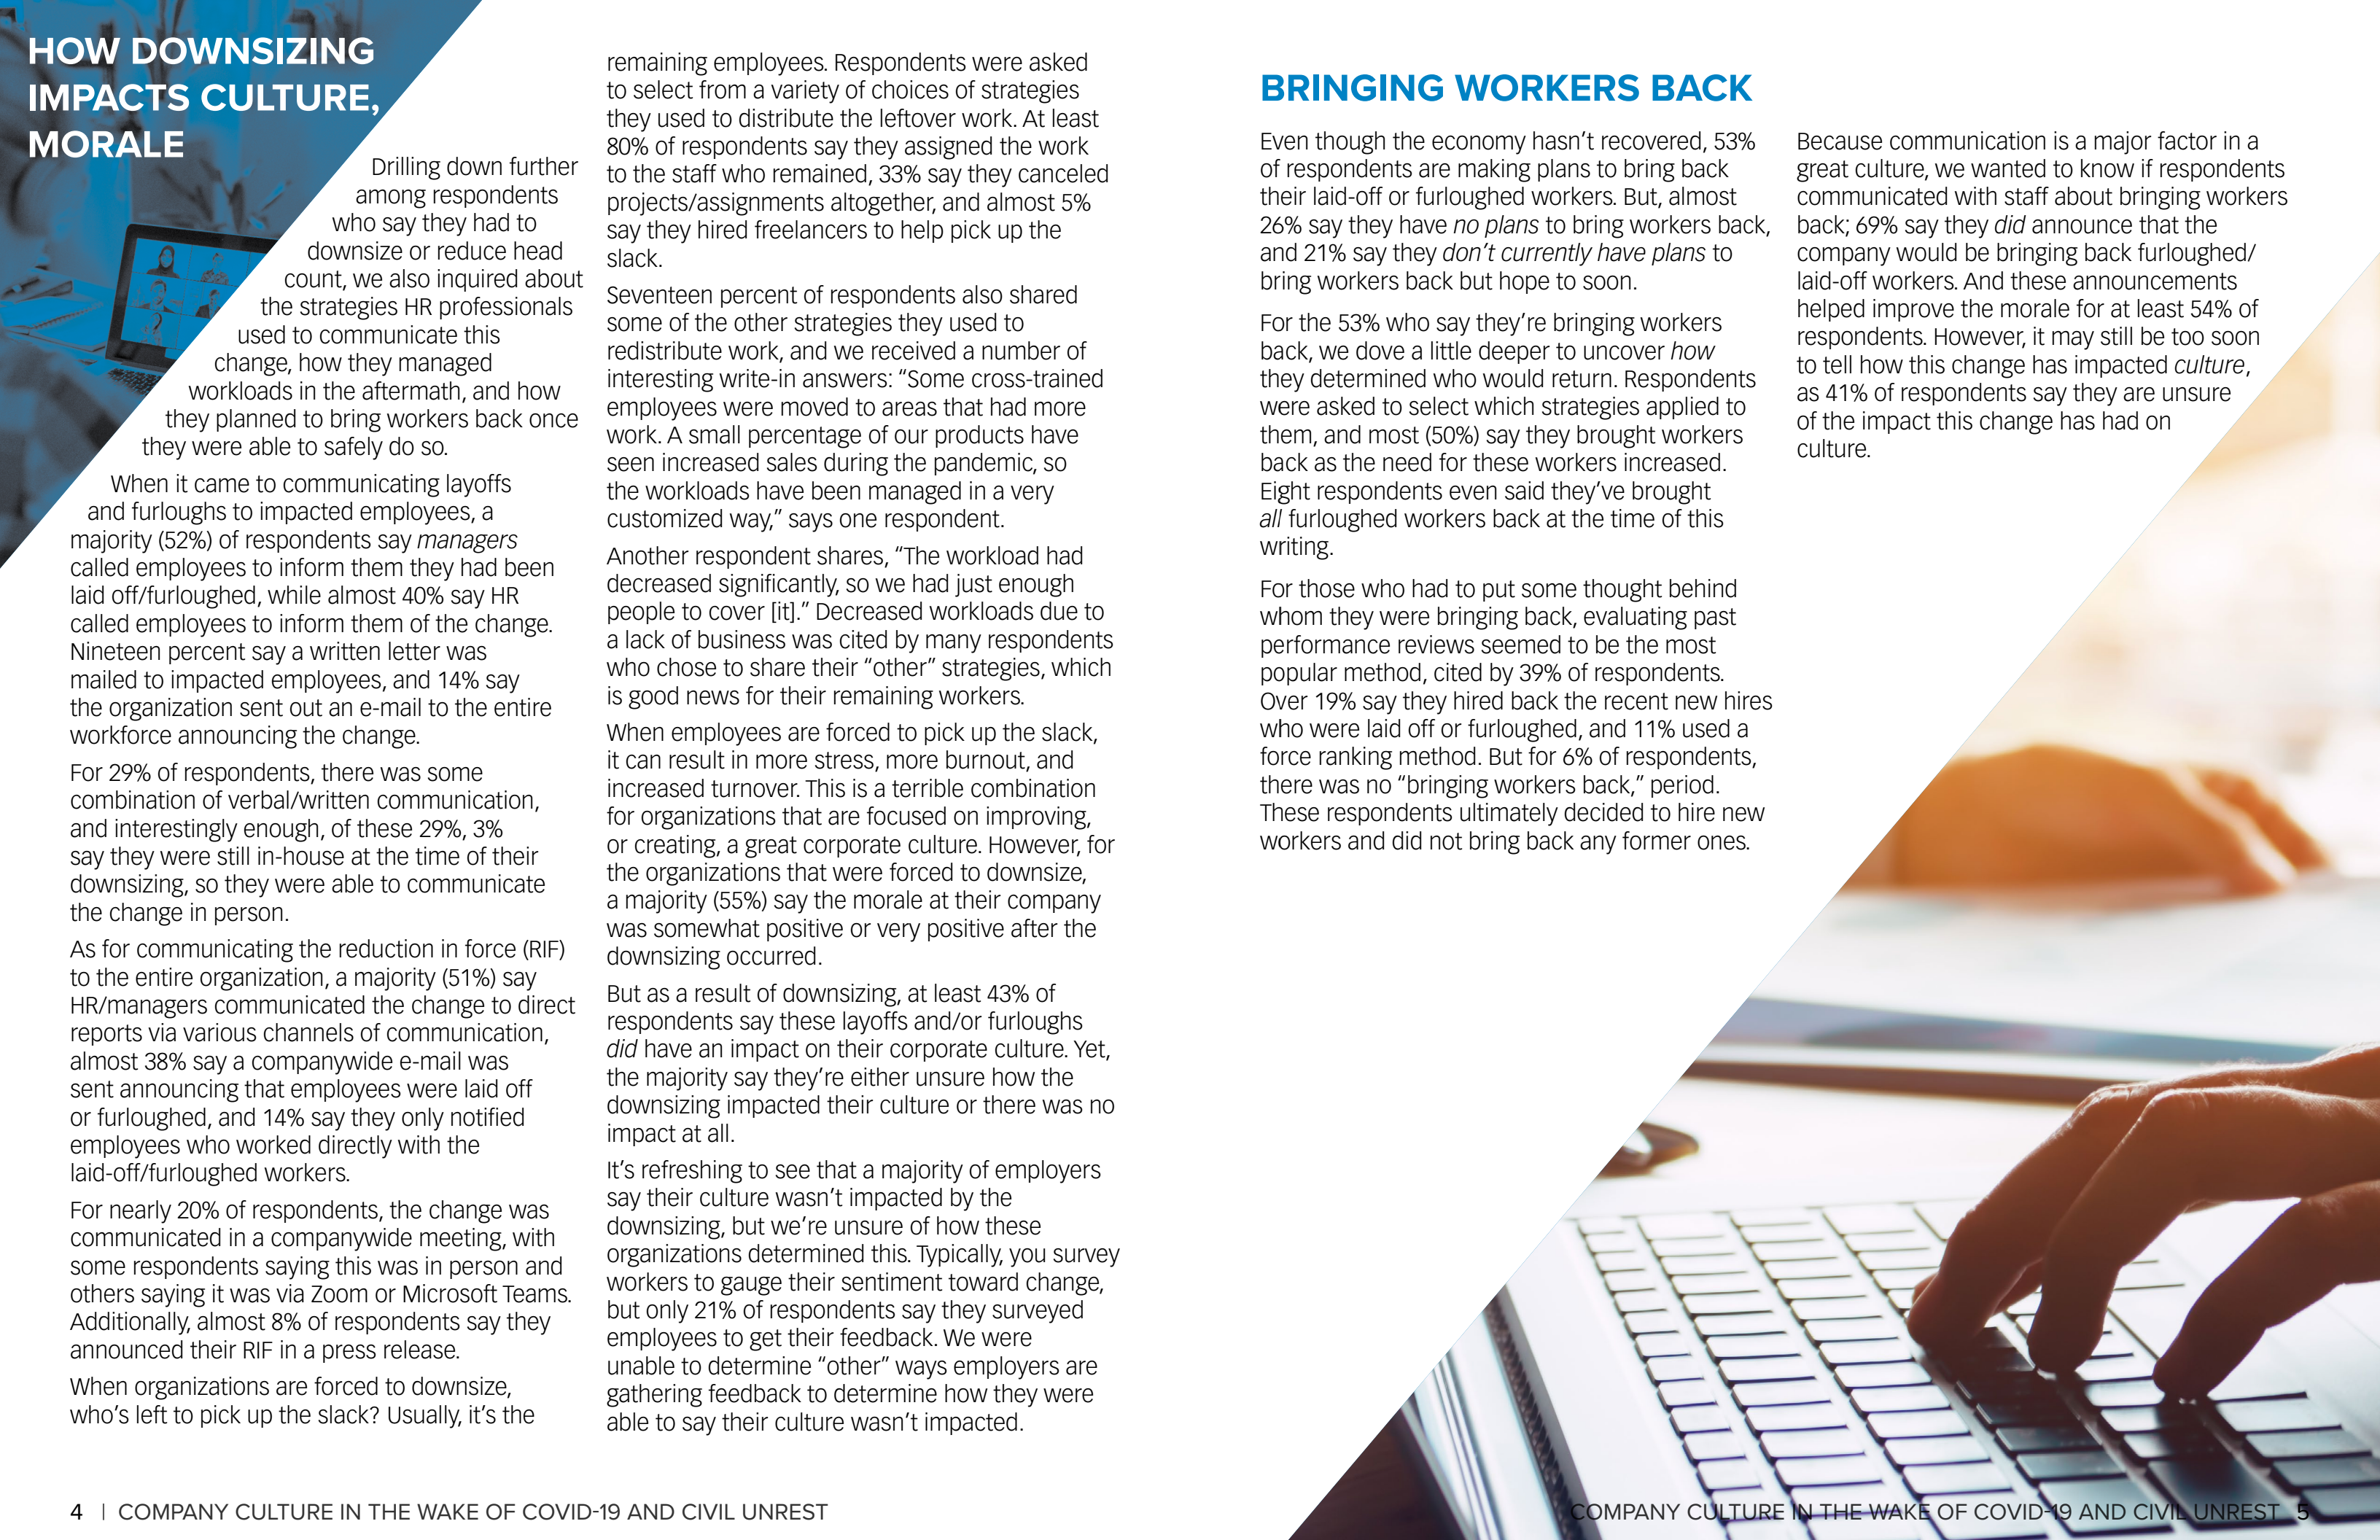 HOW DOWNSIZING
IMPACTS CULTURE,
MORALE
Drilling down further
among respondents
who say they had to
downsize or reduce head
count, we also inquired about
the strategies HR professionals
used to communicate this
change, how they managed
workloads in the aftermath, and how
they planned to bring workers back once
they were able to safely do so.
When it came to communicating layoffs
and furloughs to impacted employees, a
majority (52%) of respondents say managers
called employees to inform them they had been
laid off/furloughed, while almost 40% say HR
called employees to inform them of the change.
Nineteen percent say a written letter was
mailed to impacted employees, and 14% say
the organization sent out an e-mail to the entire
workforce announcing the change.
For 29% of respondents, there was some
combination of verbal/written communication,
and interestingly enough, of these 29%, 3%
say they were still in-house at the time of their
downsizing, so they were able to communicate
the change in person.
As for communicating the reduction in force (RIF)
to the entire organization, a majority (51%) say
HR/managers communicated the change to direct
reports via various channels of communication,
almost 38% say a companywide e-mail was
sent announcing that employees were laid off
or furloughed, and 14% say they only notified
employees who worked directly with the
laid-off/furloughed workers.
For nearly 20% of respondents, the change was
communicated in a companywide meeting, with
some respondents saying this was in person and
others saying it was via Zoom or Microsoft Teams.
Additionally, almost 8% of respondents say they
announced their RIF in a press release.
When organizations are forced to downsize,
who's left to pick up the slack? Usually, it's the
remaining employees. Respondents were asked
to select from a variety of choices of strategies
they used to distribute the leftover work. At least
80% of respondents say they assigned the work
to the staff who remained, 33% say they canceled
projects/assignments altogether, and almost 5%
say they hired freelancers to help pick up the
slack.
Seventeen percent of respondents also shared
some of the other strategies they used to
redistribute work, and we received a number of
interesting write-in answers: “Some cross-trained
employees were moved to areas that had more
work. A small percentage of our products have
seen increased sales during the pandemic, so
the workloads have been managed in a very
customized way,” says one respondent.
Another respondent shares, “The workload had
decreased significantly, so we had just enough
people to cover [it].” Decreased workloads due to
a lack of business was cited by many respondents
who chose to share their “other” strategies, which
is good news for their remaining workers.
When employees are forced to pick up the slack,
it can result in more stress, more burnout, and
increased turnover. This is a terrible combination
for organizations that are focused on improving,
or creating, a great corporate culture. However, for
the organizations that were forced to downsize,
a majority (55%) say the morale at their company
was somewhat positive or very positive after the
downsizing occurred.
But as a result of downsizing, at least 43% of
respondents say these layoffs and/or furloughs
did have an impact on their corporate culture. Yet,
the majority say they're either unsure how the
downsizing impacted their culture or there was no
impact at all.
It's refreshing to see that a majority of employers
say their culture wasn't impacted by the
downsizing, but we're unsure of how these
organizations determined this. Typically, you survey
workers to gauge their sentiment toward change,
but only 21% of respondents say they surveyed
employees to get their feedback. We were
unable to determine “other” ways employers are
gathering feedback to determine how they were
able to say their culture wasn't impacted.
4 | COMPANY CULTURE IN THE WAKE OF COVID-19 AND CIVIL UNREST
BRINGING WORKERS BACK
Even though the economy hasn't recovered, 53%
of respondents are making plans to bring back
their laid-off or furloughed workers. But, almost
26% say they have no plans to bring workers back,
and 21% say they don't currently have plans to
bring workers back but hope to soon.
For the 53% who say they're bringing workers
back, we dove a little deeper to uncover how
they determined who would return. Respondents
were asked to select which strategies applied to
them, and most (50%) say they brought workers
back as the need for these workers increased.
Eight respondents even said they've brought
all furloughed workers back at the time of this
writing.
For those who had to put some thought behind
whom they were bringing back, evaluating past
performance reviews seemed to be the most
popular method, cited by 39% of respondents.
Over 19% say they hired back the recent new hires
who were laid off or furloughed, and 11% used a
force ranking method. But for 6% of respondents,
there was no “bringing workers back,” period.
These respondents ultimately decided to hire new
workers and did not bring back any former ones.
Because communication is a major factor in a
great culture, we wanted to know if respondents
communicated with staff about bringing workers
back; 69% say they did announce that the
company would be bringing back furloughed/
laid-off workers. And these announcements
helped improve the morale for at least 54% of
respondents. However, it may still be too soon
to tell how this change has impacted culture,
as 41% of respondents say they are unsure
of the impact this change has had on
culture.
COMPANY CULTURE IN THE WAKE OF COVID-19 AND CIVIL UNREST 5